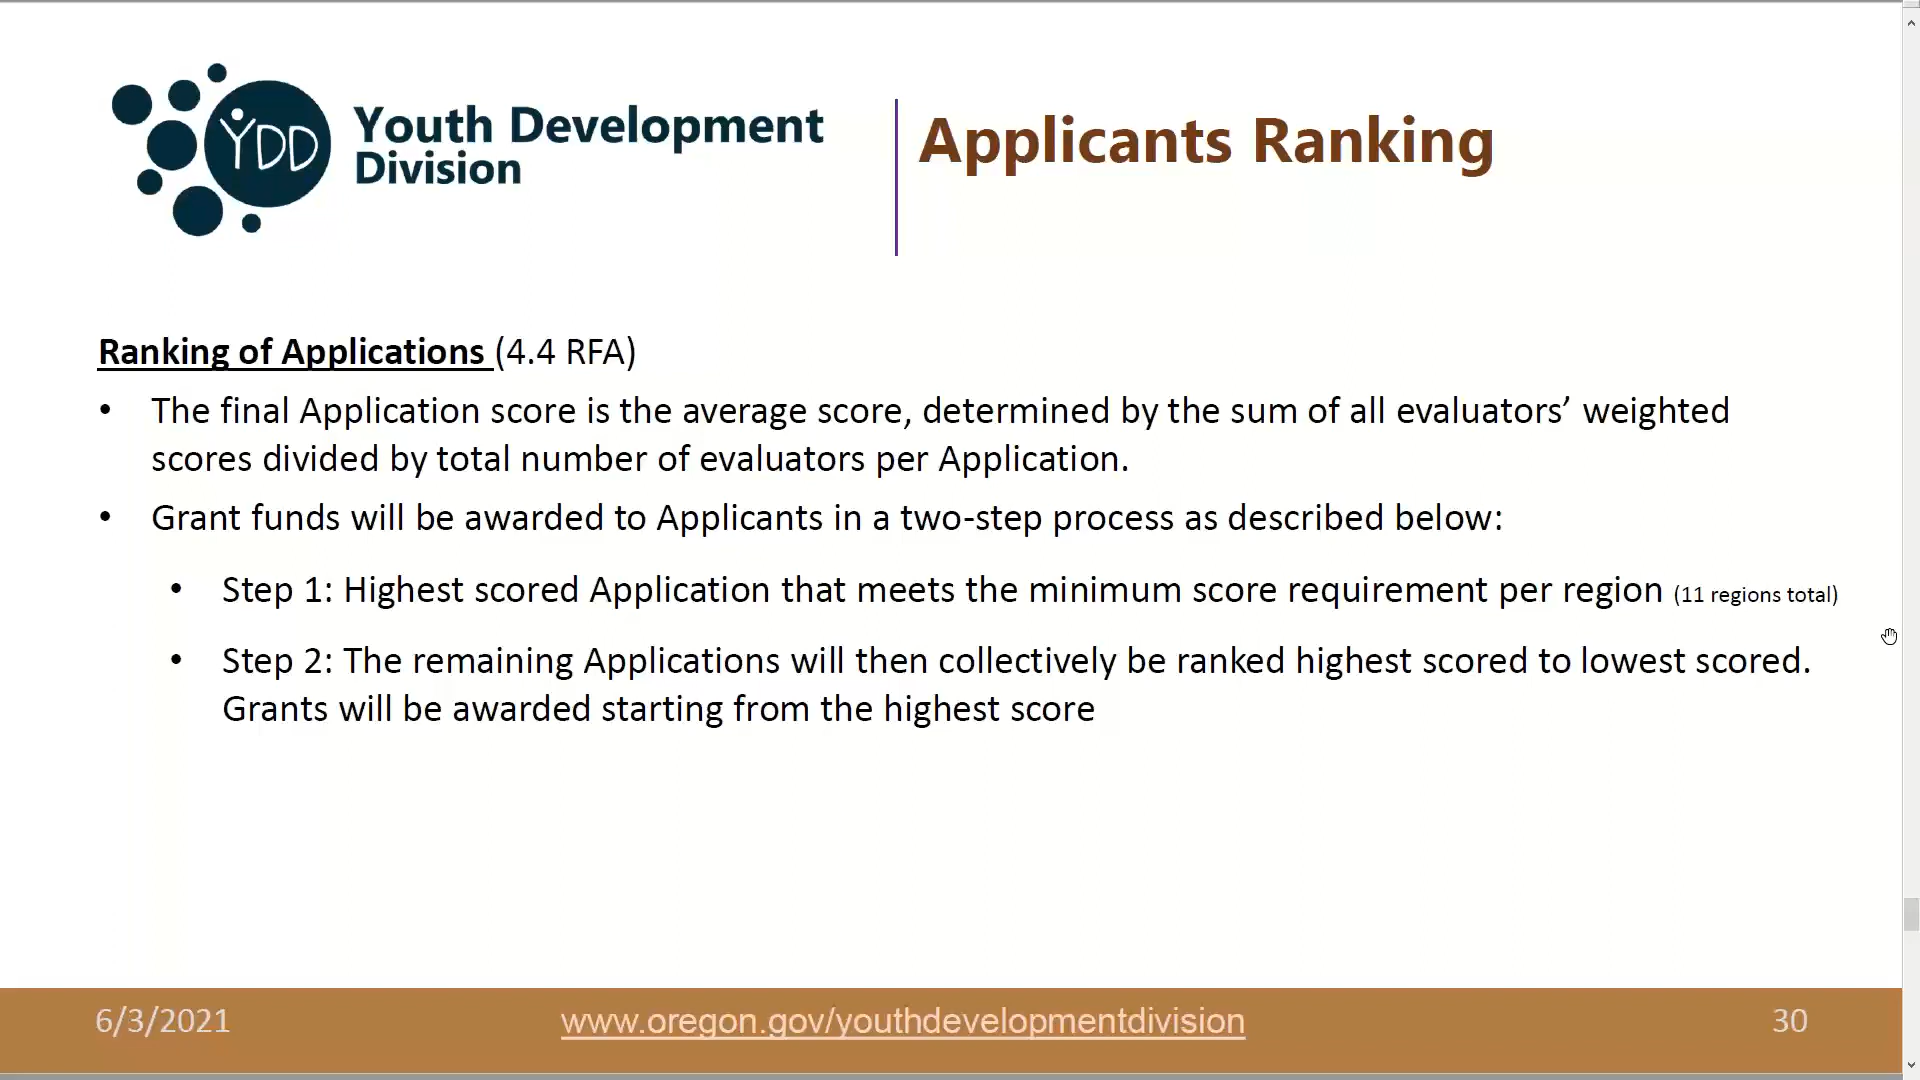 YDD
Youth Development
Division
Applicants Ranking
Ranking of Applications (4.4 RFA)
• The final Application score is the average score, determined by the sum of all evaluators’ weighted
scores divided by total number of evaluators per Application.
• Grant funds will be awarded to Applicants in a two-step process as described below:
• Step 1: Highest scored Application that meets the minimum score requirement per region (11 regions total)
• Step 2: The remaining Applications will then collectively be ranked highest scored to lowest scored.
Grants will be awarded starting from the highest score
6/3/2021
www.oregon.gov/youthdevelopmentdivision
30